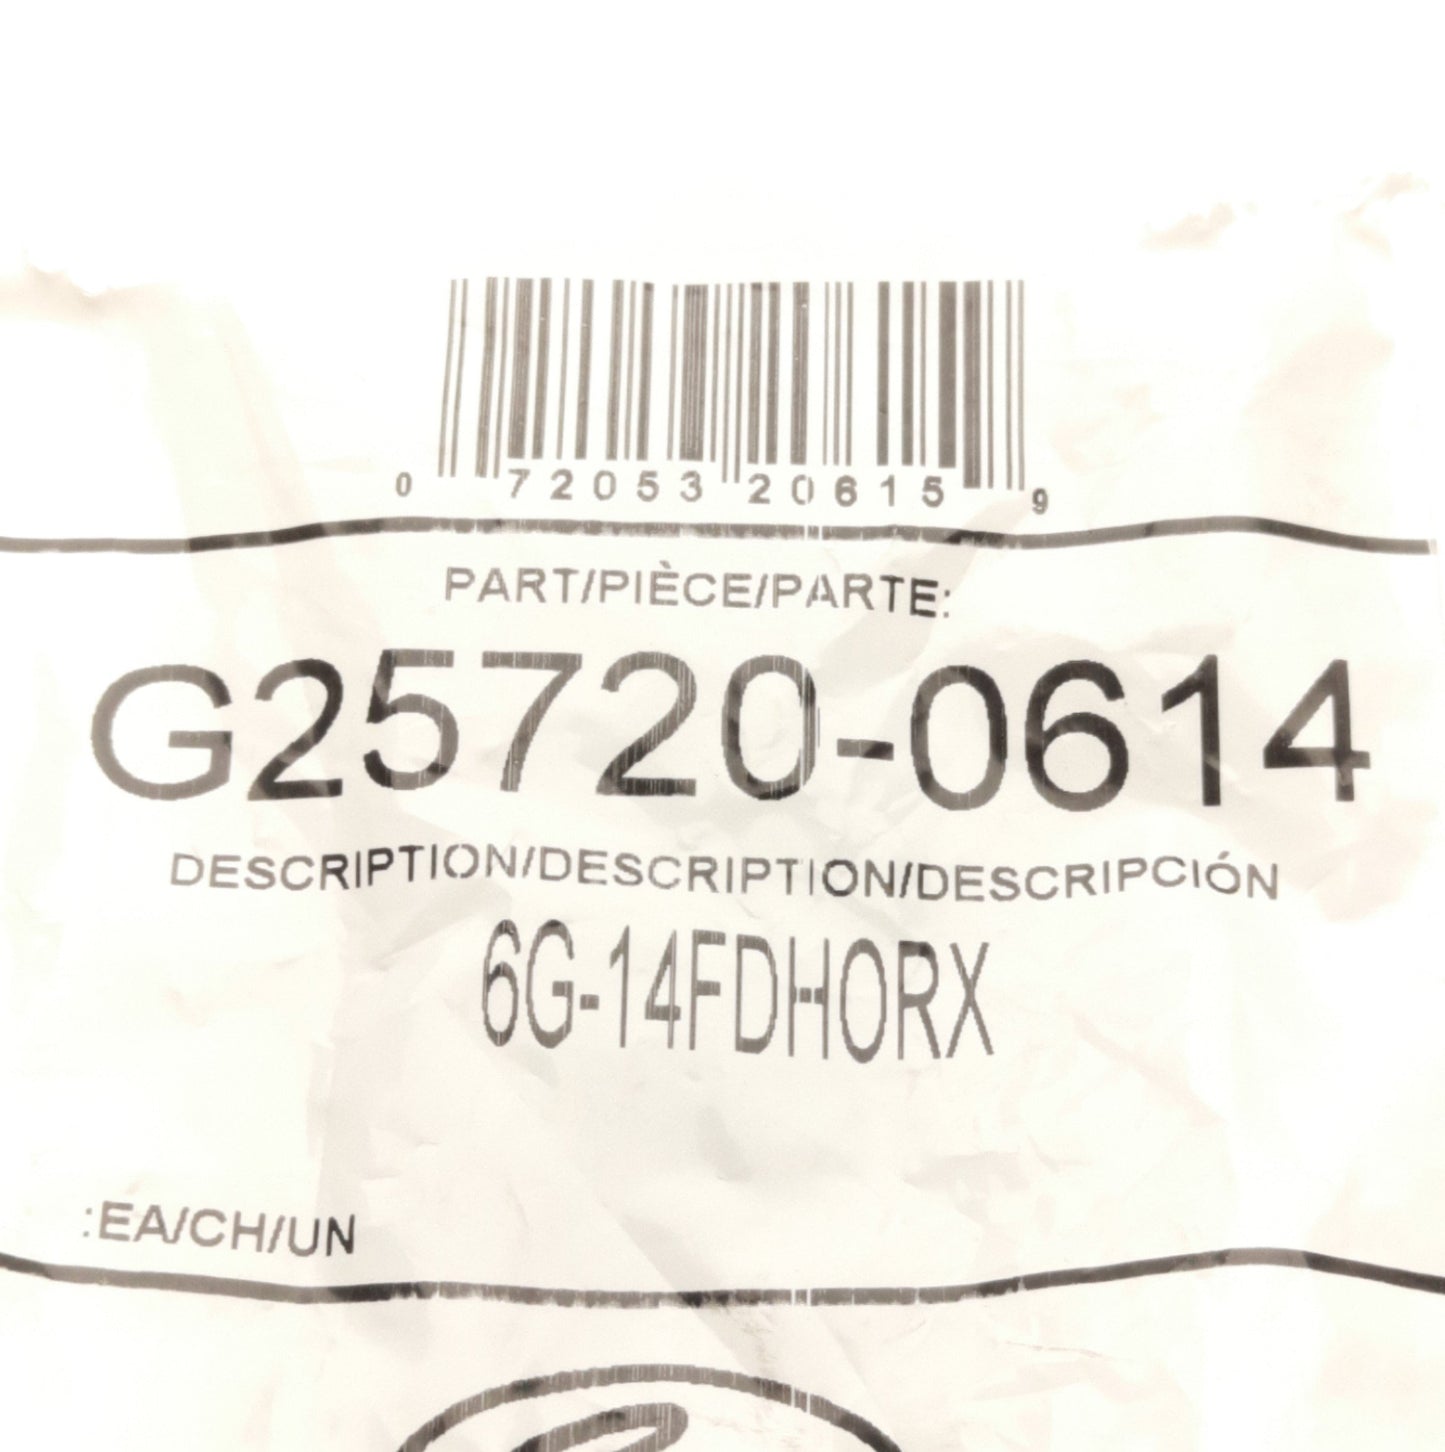 0 72053 20615 9
PART/PIÈCE/PARTE:
G25720-0614
DESCRIPTION/DESCRIPTION/DESCRIPCIÓN
6G-14FDHORX
:EA/CH/UN